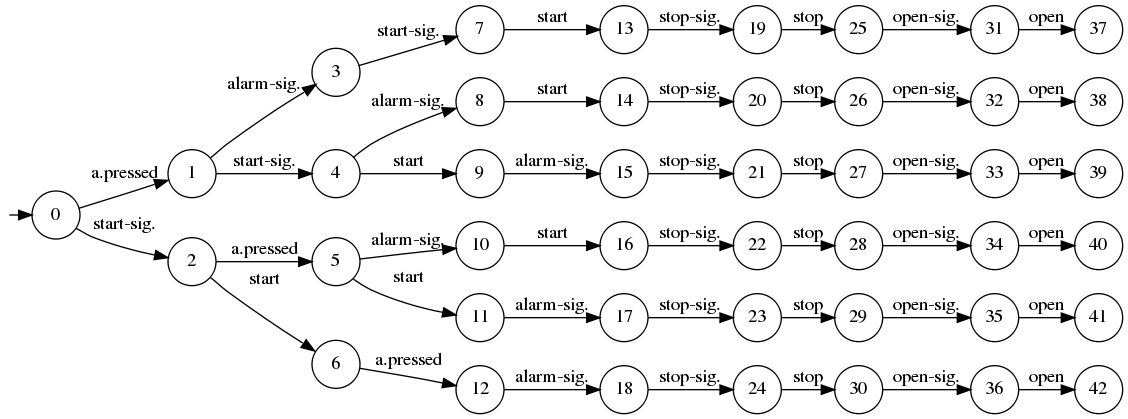 start-sig. 7 start 13 stop-sig. 19 stop 25 open-sig. 31 open 37
alarm-sig. 3
alarm-sig. 8 start 14 stop-sig. 20 stop 26 open-sig. 32 open 38
a.pressed 1 start-sig. 4 start 9 alarm-sig. 15 stop-sig. 21 stop 27 open-sig. 33 open 39
0
start-sig. 2 a.pressed 5 alarm-sig. 10 start 16 stop-sig. 22 stop 28 open-sig. 34 open 40
start 11 alarm-sig. 17 stop-sig. 23 stop 29 open-sig. 35 open 41
start 6 a.pressed 12 alarm-sig. 18 stop-sig. 24 stop 30 open-sig. 36 open 42